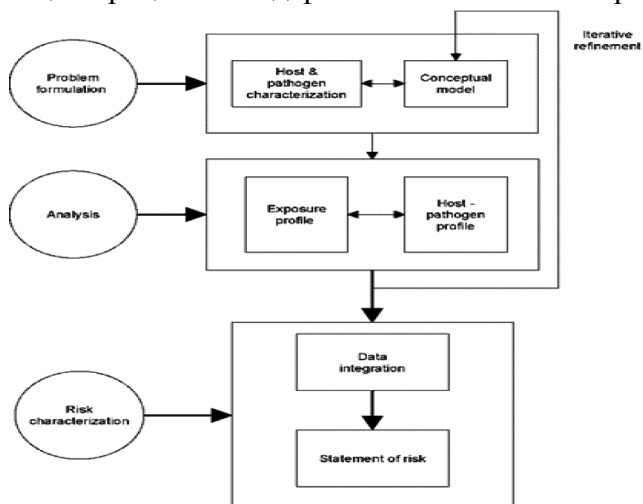 Iterative
refinement
Problem
formulation
Host &
pathogen
characterization
Conceptual
model
Analysis
Exposure
profile
Host -
pathogen
profile
Data
integration
Risk
characterization
Statement of risk